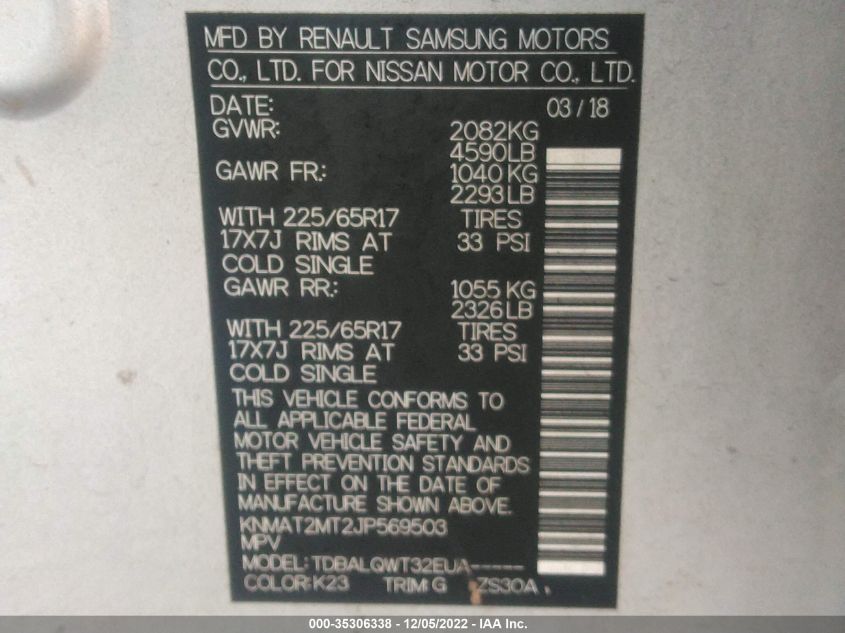 MFD BY RENAULT SAMSUNG MOTORS
CO., LTD. FOR NISSAN MOTOR CO., LTD.
DATE: 03 / 18
GVWR: 2082KG
4590LB
GAWR FR.: 1040 KG
2293LB
WITH 225/65R17 TIRES
17X7J RIMS AT 33 PSI
COLD SINGLE
GAWR RR.: 1055 KG
2326LB
WITH 225/65R17 TIRES
17X7J RIMS AT 33 PSI
COLD SINGLE
THIS VEHICLE CONFORMS TO
ALL APPLICABLE FEDERAL
MOTOR VEHICLE SAFETY AND
THEFT PREVENTION STANDARDS
IN EFFECT ON THE DATE OF
MANUFACTURE SHOWN ABOVE.
KNMAT2MT2JP569503
MPV
MODEL: TDBALQWT32EUA-----
COLOR:K23 TRIM:G ZS30A
000-35306338 - 12/05/2022 - IAA Inc.